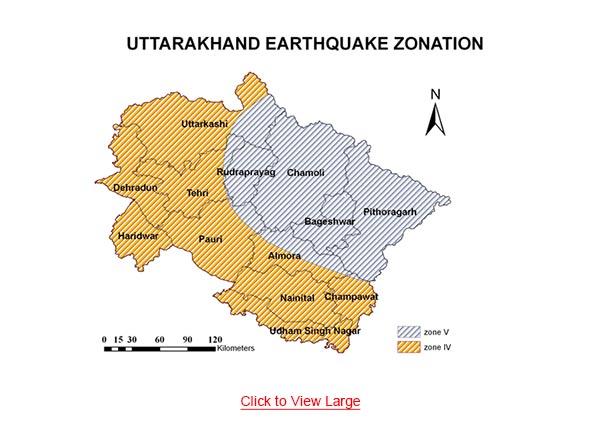 UTTARAKHAND EARTHQUAKE ZONATION
N
Uttarkashi
Rudraprayag
Chamoli
Dehradun
Tehri
Bageshwar
Pithoragarh
Haridwar
Pauri
Almora
Nainital
Champawat
Udham Singh Nagar
zone V
zone IV
0 15 30 60 90 120
Kilometers
Click to View Large